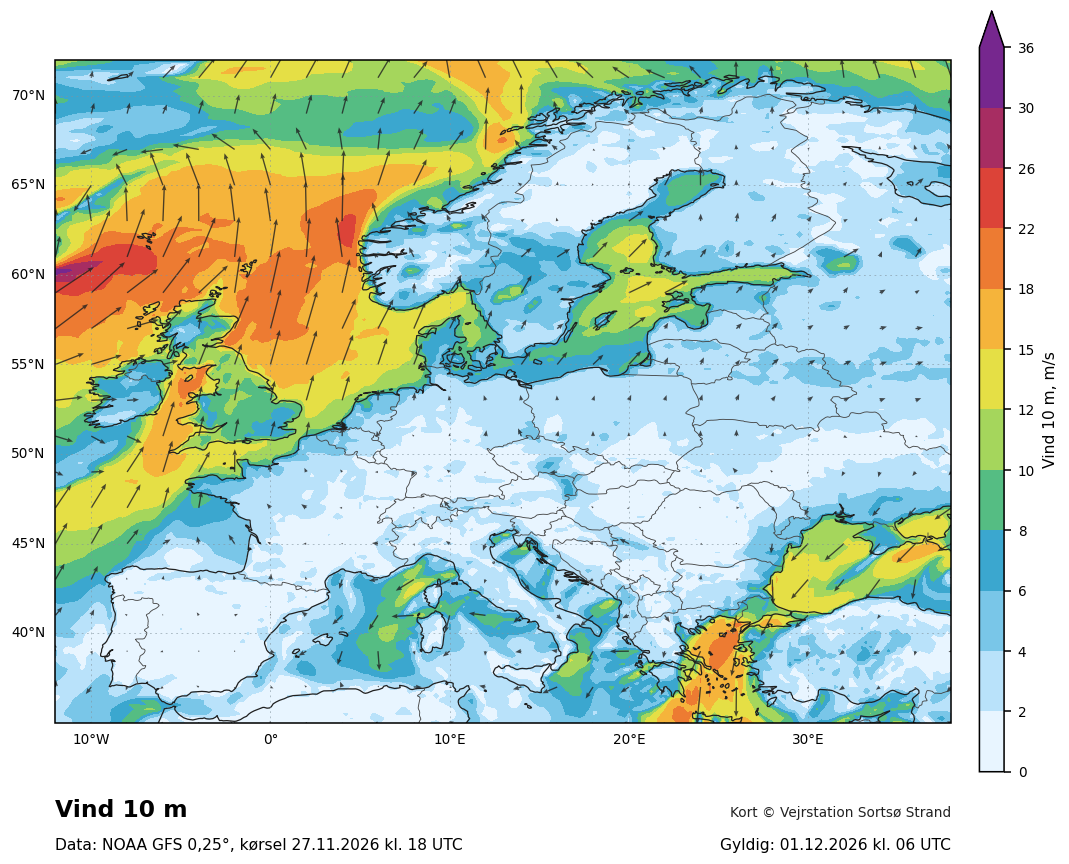 36
30
26
22
18
15
12
10
8
6
4
2
0
Vind 10 m, m/s
70°N
65°N
60°N
55°N
50°N
45°N
40°N
10°W
0°
10°E
20°E
30°E
Vind 10 m
Kort © Vejrstation Sortsø Strand
Data: NOAA GFS 0,25°, kørsel 27.11.2026 kl. 18 UTC
Gyldig: 01.12.2026 kl. 06 UTC